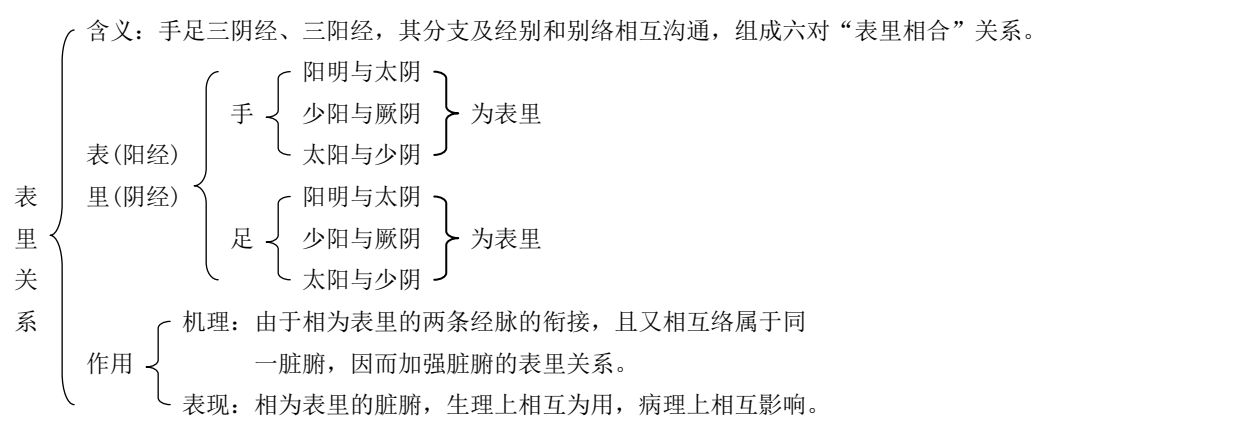 表里关系
含义：手足三阴经、三阳经，其分支及经别和别络相互沟通，组成六对“表里相合”关系。
表(阳经)
里(阴经)
手
阳明与太阴
少阳与厥阴
太阳与少阴
为表里
足
阳明与太阴
少阳与厥阴
太阳与少阴
为表里
作用
机理：由于相为表里的两条经脉的衔接，且又相互络属于同
一脏腑，因而加强脏腑的表里关系。
表现：相为表里的脏腑，生理上相互为用，病理上相互影响。